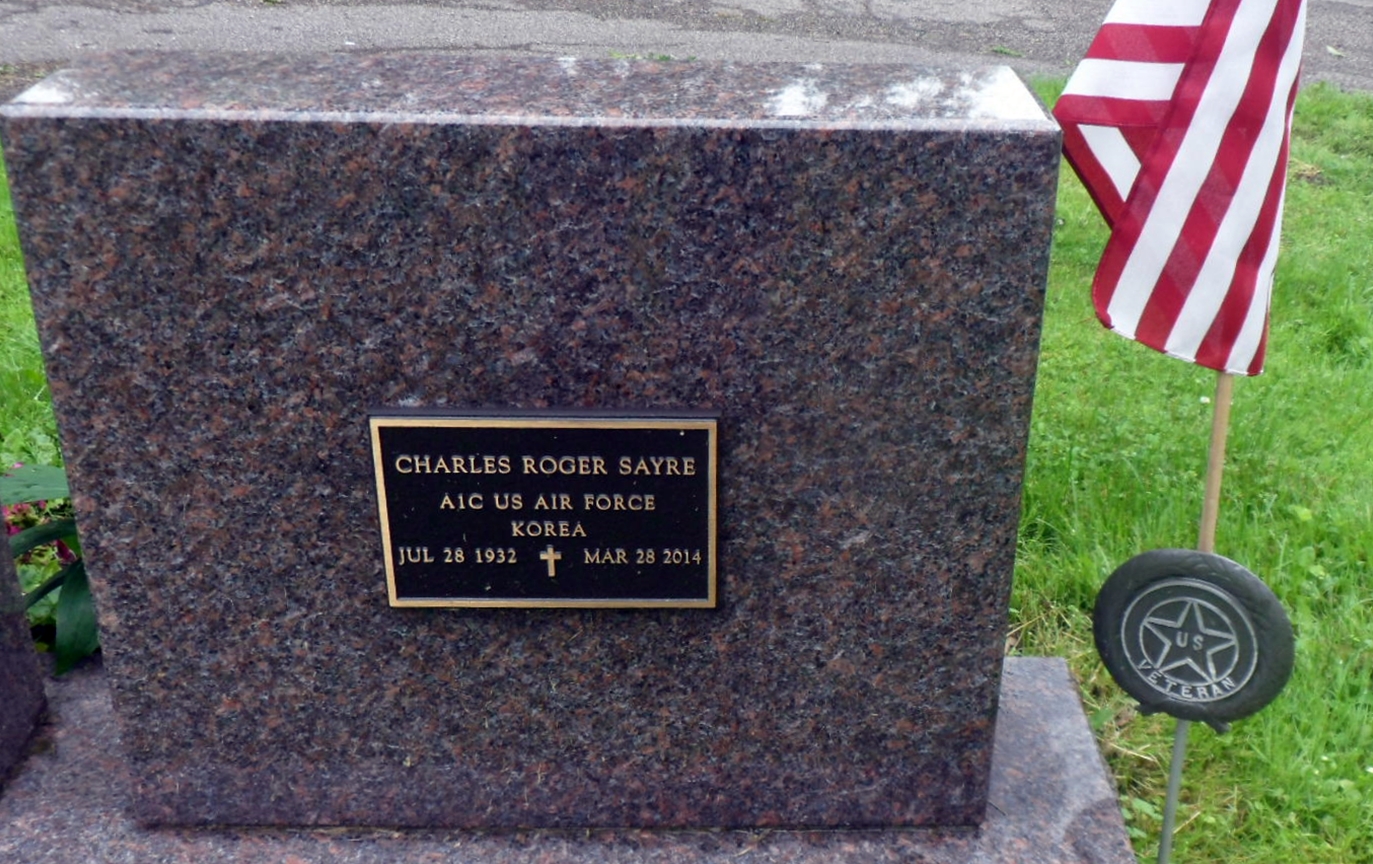 CHARLES ROGER SAYRE
A1C US AIR FORCE
KOREA
JUL 28 1932 ✝ MAR 28 2014
US
VETERAN